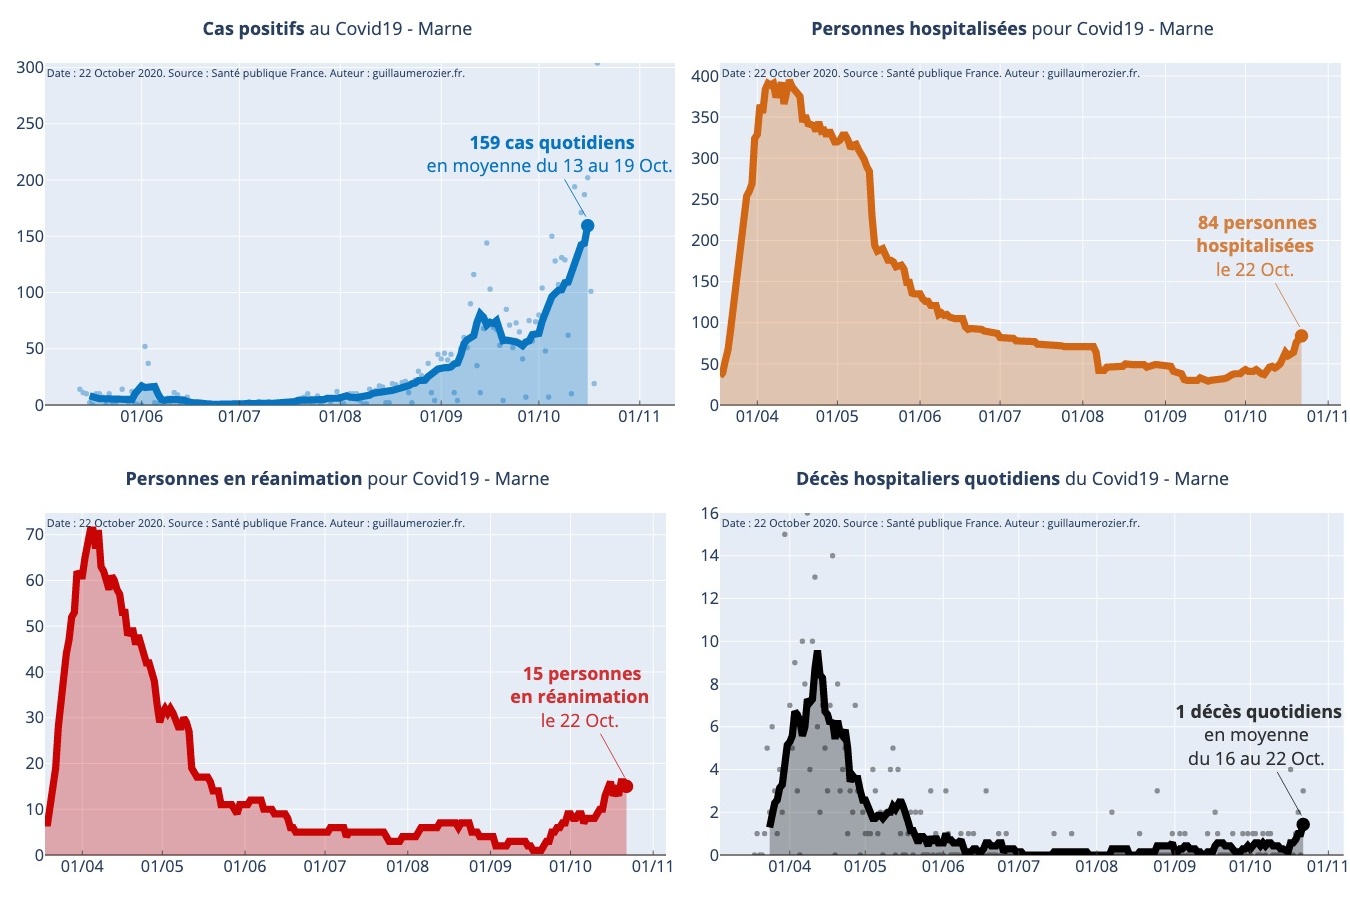 Cas positifs au Covid19 - Marne
Date : 22 October 2020. Source : Santé publique France. Auteur : guillaumerozier.fr.
300
250
200
150
100
50
0
159 cas quotidiens
en moyenne du 13 au 19 Oct.
01/06 01/07 01/08 01/09 01/10 01/11
Personnes hospitalisées pour Covid19 - Marne
Date : 22 October 2020. Source : Santé publique France. Auteur : guillaumerozier.fr.
400
350
300
250
200
150
100
50
0
84 personnes
hospitalisées
le 22 Oct.
01/04 01/05 01/06 01/07 01/08 01/09 01/10 01/11
Personnes en réanimation pour Covid19 - Marne
Date : 22 October 2020. Source : Santé publique France. Auteur : guillaumerozier.fr.
70
60
50
40
30
20
10
0
15 personnes
en réanimation
le 22 Oct.
01/04 01/05 01/06 01/07 01/08 01/09 01/10 01/11
Décès hospitaliers quotidiens du Covid19 - Marne
Date : 22 October 2020. Source : Santé publique France. Auteur : guillaumerozier.fr.
16
14
12
10
8
6
4
2
0
1 décès quotidiens
en moyenne
du 16 au 22 Oct.
01/04 01/05 01/06 01/07 01/08 01/09 01/10 01/11